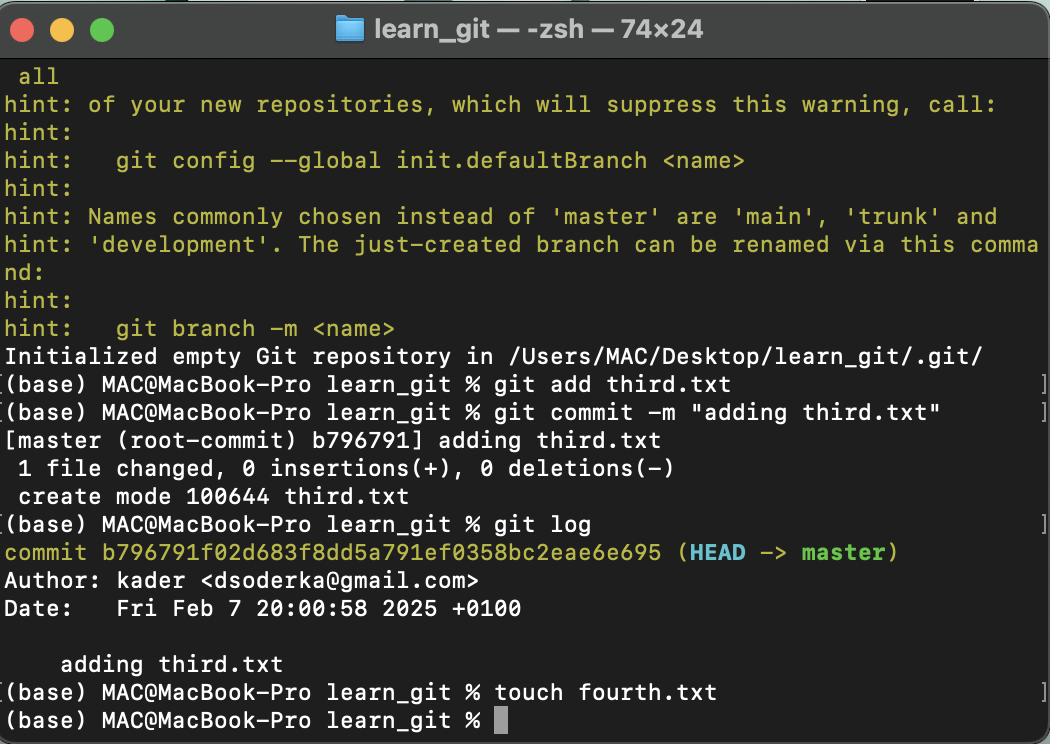 learn_git — -zsh — 74×24
 all
hint: of your new repositories, which will suppress this warning, call:
hint:
hint:   git config --global init.defaultBranch <name>
hint:
hint: Names commonly chosen instead of 'master' are 'main', 'trunk' and
hint: 'development'. The just-created branch can be renamed via this comma
nd:
hint:
hint:   git branch -m <name>
Initialized empty Git repository in /Users/MAC/Desktop/learn_git/.git/
[(base) MAC@MacBook-Pro learn_git % git add third.txt ]
[(base) MAC@MacBook-Pro learn_git % git commit -m "adding third.txt" ]
[master (root-commit) b796791] adding third.txt
 1 file changed, 0 insertions(+), 0 deletions(-)
 create mode 100644 third.txt
[(base) MAC@MacBook-Pro learn_git % git log ]
commit b796791f02d683f8dd5a791ef0358bc2eae6e695 (HEAD -> master)
Author: kader <dsoderka@gmail.com>
Date:   Fri Feb 7 20:00:58 2025 +0100

    adding third.txt
[(base) MAC@MacBook-Pro learn_git % touch fourth.txt ]
(base) MAC@MacBook-Pro learn_git %